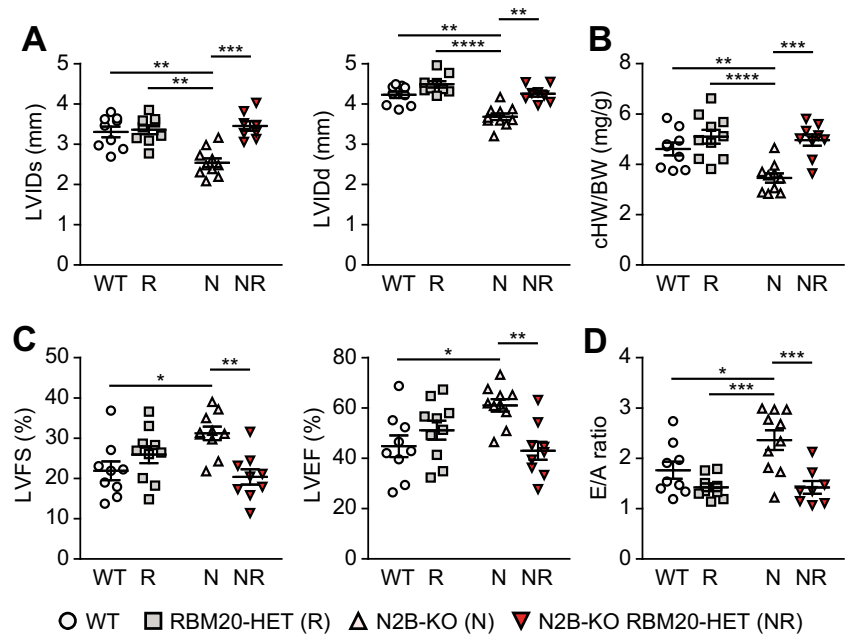 A
B
LVIDs (mm)
5
4
3
2
1
0
** 
**
***
WT R N NR
LVIDd (mm)
5
4
3
2
1
0
**
****
**
WT R N NR
cHW/BW (mg/g)
8
6
4
2
0
**
****
***
WT R N NR
C
D
LVFS (%)
50
40
30
20
10
0
*
**
WT R N NR
LVEF (%)
80
60
40
20
0
*
**
WT R N NR
E/A ratio
4
3
2
1
0
*
***
***
WT R N NR
WT RBM20-HET (R) N2B-KO (N) N2B-KO RBM20-HET (NR)